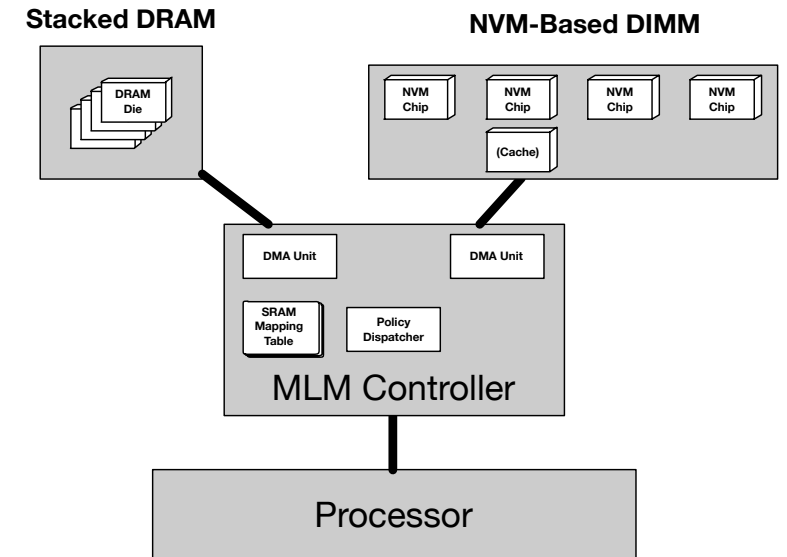 Stacked DRAM
NVM-Based DIMM
DRAM
Die
NVM
Chip
NVM
Chip
NVM
Chip
NVM
Chip
(Cache)
DMA Unit
DMA Unit
SRAM
Mapping
Table
Policy
Dispatcher
MLM Controller
Processor